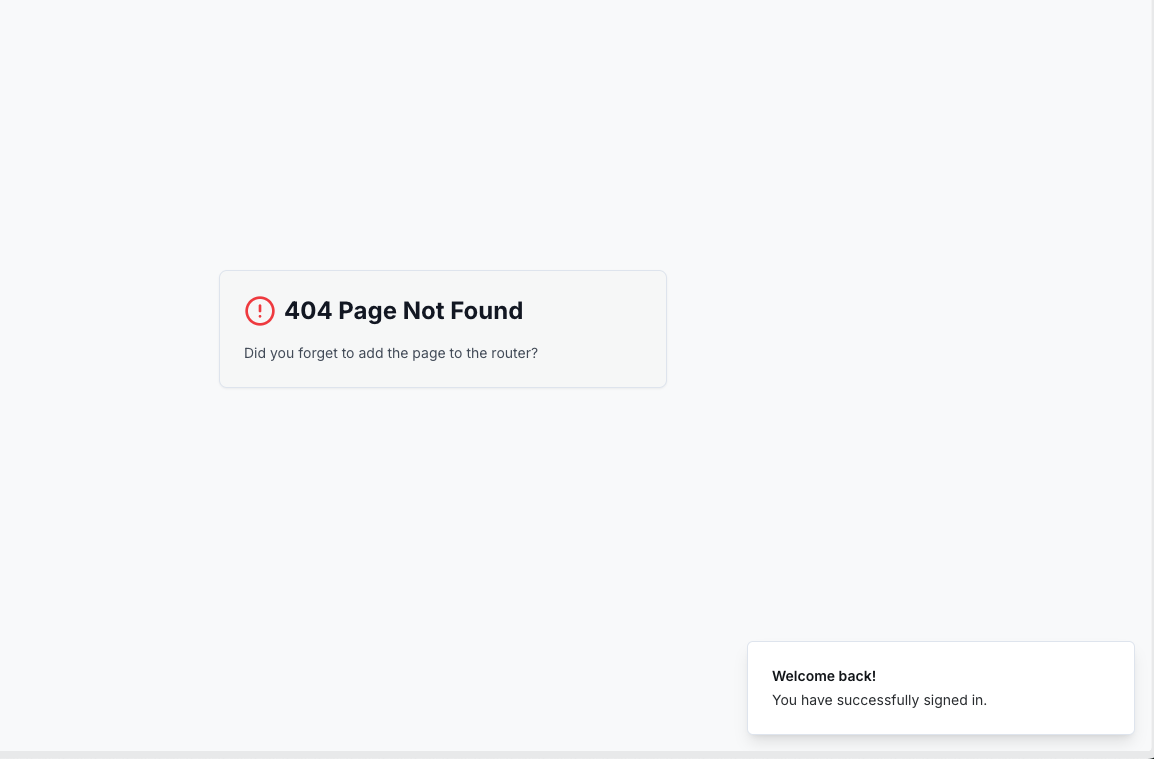 404 Page Not Found
Did you forget to add the page to the router?
Welcome back!
You have successfully signed in.